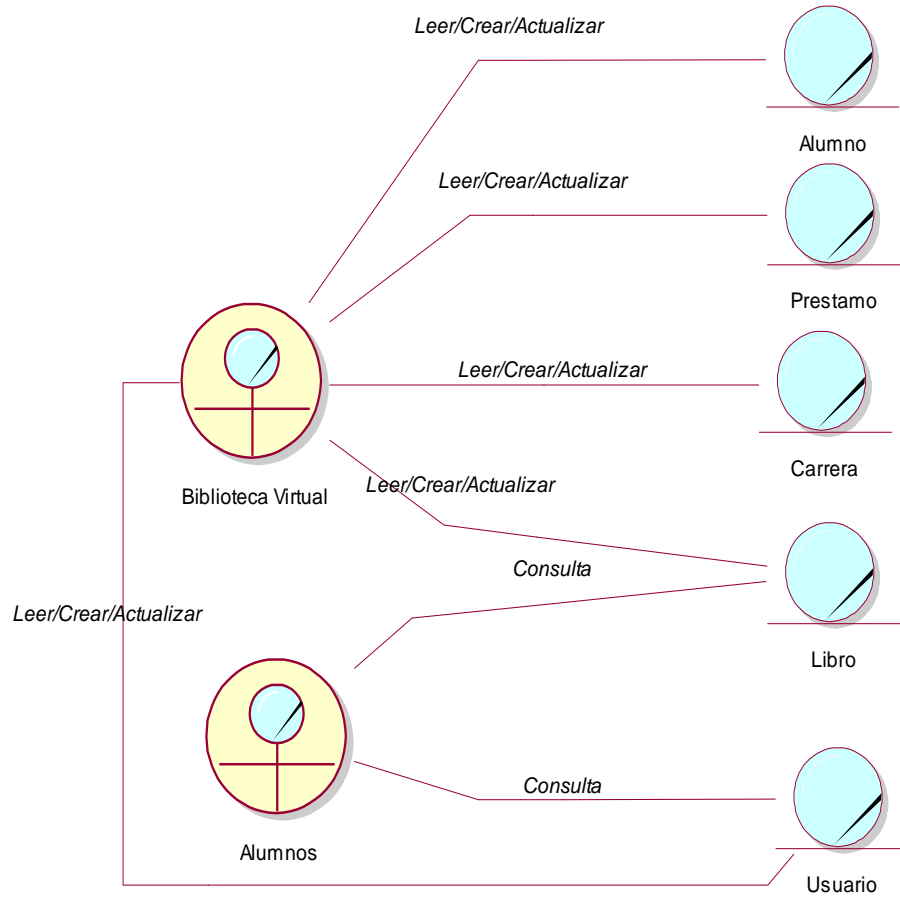 Leer/Crear/Actualizar
Alumno
Leer/Crear/Actualizar
Prestamo
Leer/Crear/Actualizar
Carrera
Biblioteca Virtual
Leer/Crear/Actualizar
Consulta
Leer/Crear/Actualizar
Libro
Consulta
Alumnos
Usuario